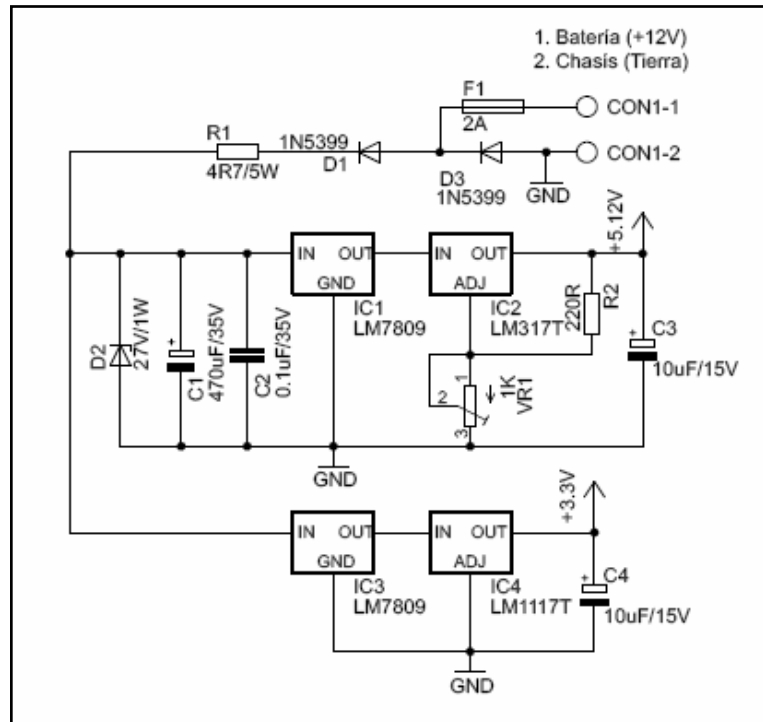 1. Batería (+12V)
2. Chasís (Tierra)
F1
2A
CON1-1
R1
4R7/5W
1N5399
D1
CON1-2
D3
1N5399
GND
+5.12V
IN OUT
GND
IC1
LM7809
IN OUT
ADJ
IC2
LM317T
220R
R2
+
C3
10uF/15V
D2
27V/1W
+
C1
470uF/35V
C2
0.1uF/35V
1
2
3
1K
VR1
GND
+3.3V
IN OUT
GND
IC3
LM7809
IN OUT
ADJ
IC4
LM1117T
+
C4
10uF/15V
GND